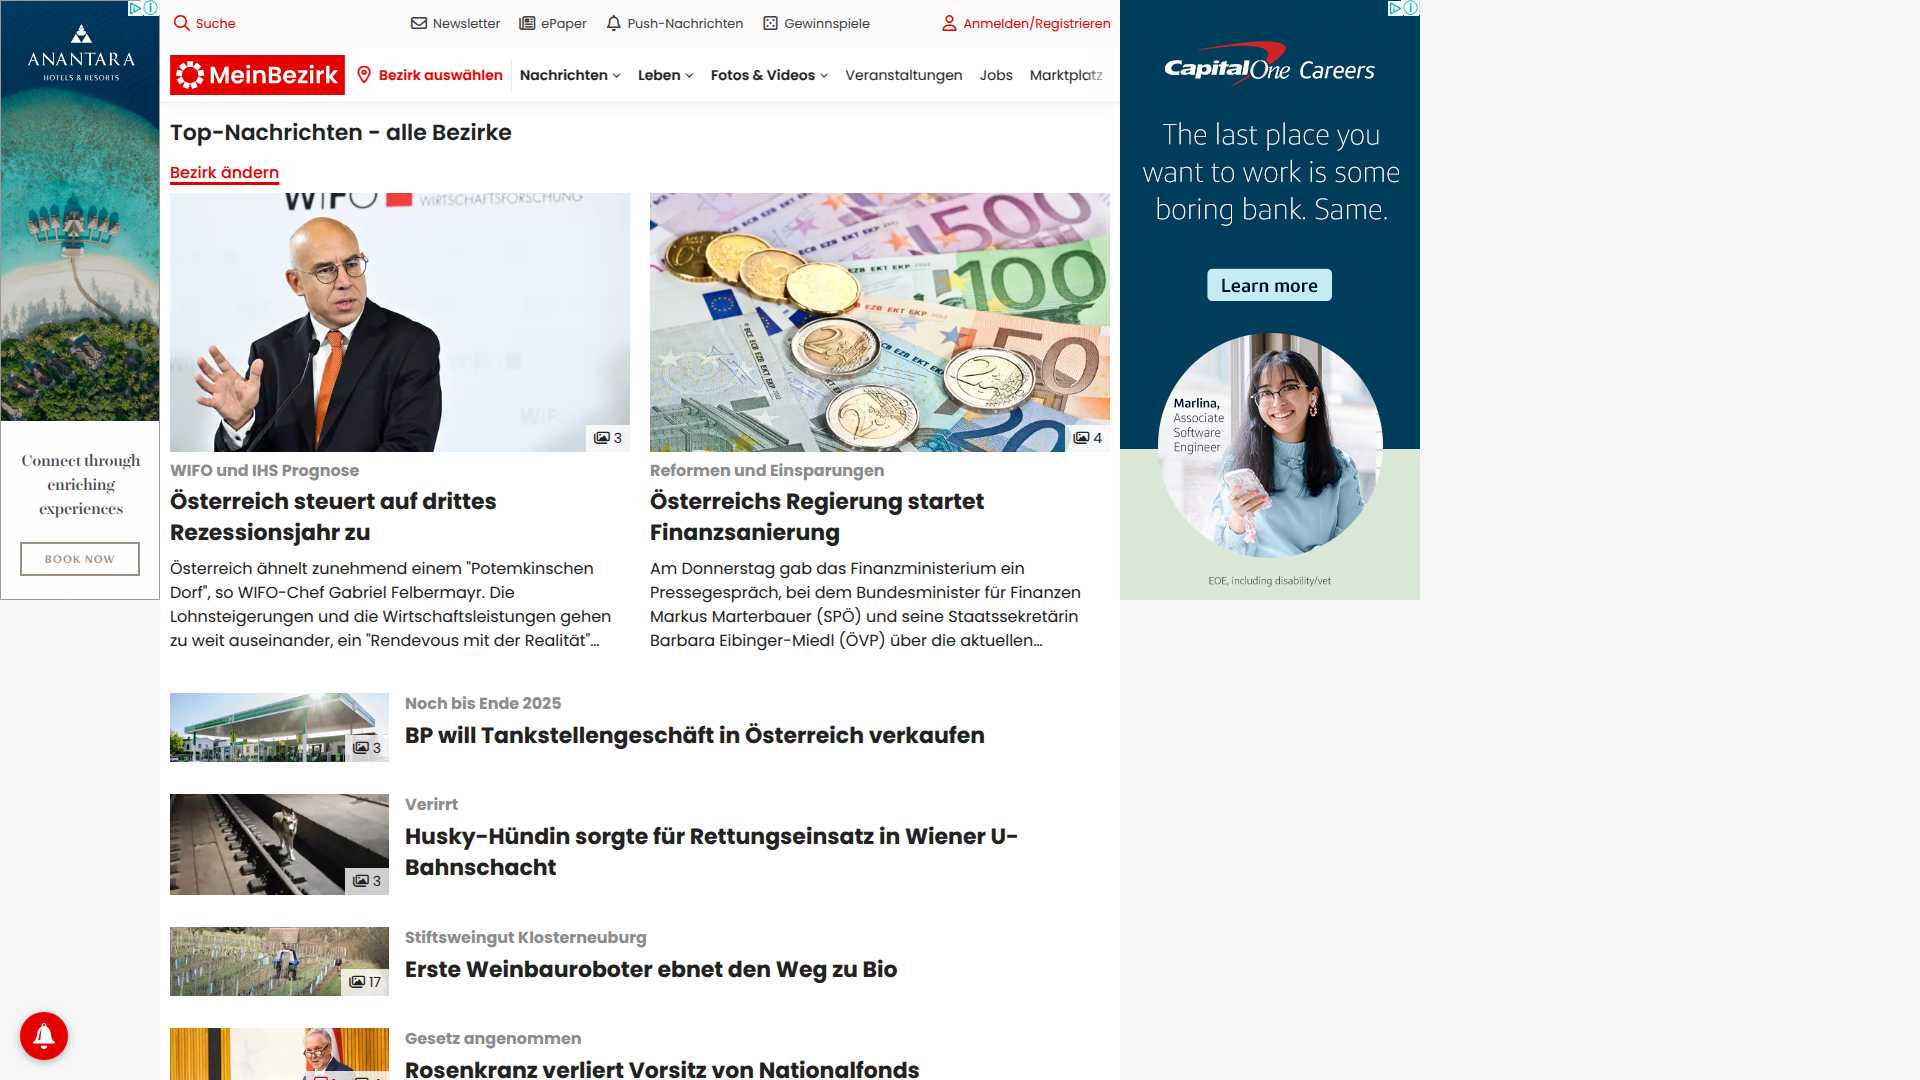 Suche
Newsletter
ePaper
Push-Nachrichten
Gewinnspiele
Anmelden/Registrieren
MeinBezirk
Bezirk auswählen
Nachrichten
Leben
Fotos & Videos
Veranstaltungen
Jobs
Marktplatz
Top-Nachrichten - alle Bezirke
Bezirk ändern
WIFO
WIRTSCHAFTSFORSCHUNG
3
4
WIFO und IHS Prognose
Österreich steuert auf drittes
Rezessionsjahr zu
Österreich ähnelt zunehmend einem "Potemkinschen
Dorf", so WIFO-Chef Gabriel Felbermayr. Die
Lohnsteigerungen und die Wirtschaftsleistungen gehen
zu weit auseinander, ein "Rendevous mit der Realität"...
Reformen und Einsparungen
Österreichs Regierung startet
Finanzsanierung
Am Donnerstag gab das Finanzministerium ein
Pressegespräch, bei dem Bundesminister für Finanzen
Markus Marterbauer (SPÖ) und seine Staatssekretärin
Barbara Eibinger-Miedl (ÖVP) über die aktuellen...
3
Noch bis Ende 2025
BP will Tankstellengeschäft in Österreich verkaufen
3
Verirrt
Husky-Hündin sorgte für Rettungseinsatz in Wiener U-
Bahnschacht
17
Stiftsweingut Klosterneuburg
Erste Weinbauroboter ebnet den Weg zu Bio
Gesetz angenommen
Rosenkranz verliert Vorsitz von Nationalfonds
ANANTARA
HOTELS & RESORTS
Connect through
enriching
experiences
BOOK NOW
CapitalOne Careers
The last place you
want to work is some
boring bank. Same.
Learn more
Marlina,
Associate
Software
Engineer
EOE, including disability/vet